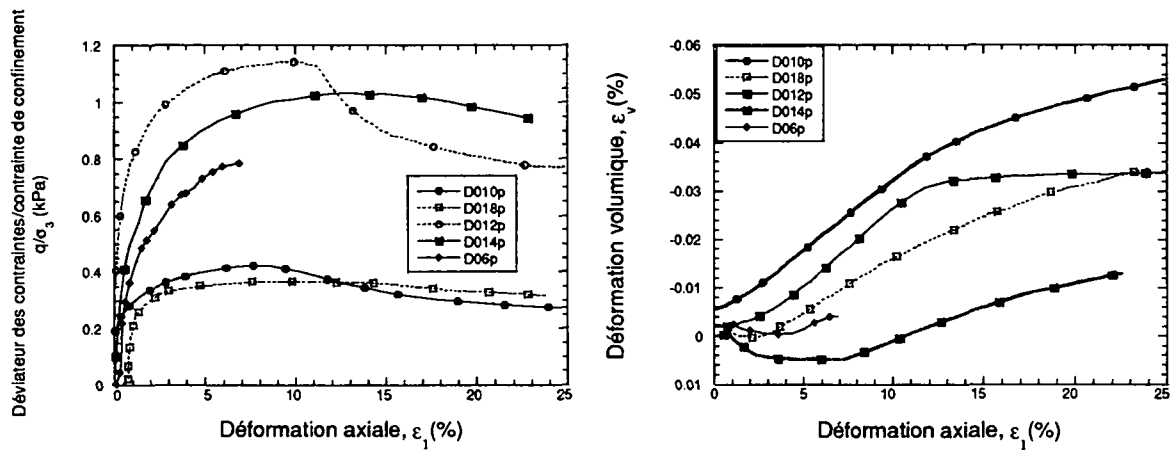 Déviateur des contraintes/contrainte de confinement
q/σ₃ (kPa)
1.2
1
0.8
0.6
0.4
0.2
0
D010p
D018p
D012p
D014p
D06p
0 5 10 15 20 25
Déformation axiale, ε₁(%)
Déformation volumique, εᵥ(%)
-0.06
-0.05
-0.04
-0.03
-0.02
-0.01
0
0.01
D010p
D018p
D012p
D014p
D06p
0 5 10 15 20 25
Déformation axiale, ε₁(%)